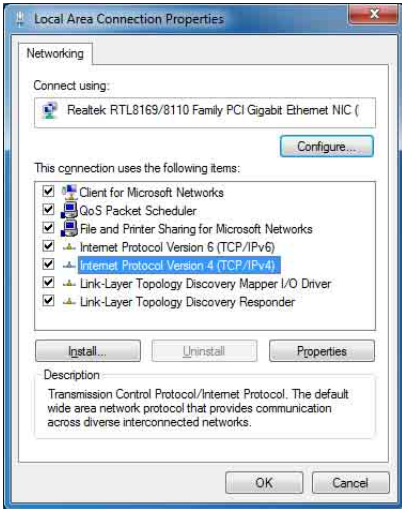 Local Area Connection Properties
Networking
Connect using:
Realtek RTL8169/8110 Family PCI Gigabit Ethernet NIC (
Configure...
This connection uses the following items:
Client for Microsoft Networks
QoS Packet Scheduler
File and Printer Sharing for Microsoft Networks
Internet Protocol Version 6 (TCP/IPv6)
Internet Protocol Version 4 (TCP/IPv4)
Link-Layer Topology Discovery Mapper I/O Driver
Link-Layer Topology Discovery Responder
Install... Uninstall Properties
Description
Transmission Control Protocol/Internet Protocol. The default
wide area network protocol that provides communication
across diverse interconnected networks.
OK Cancel